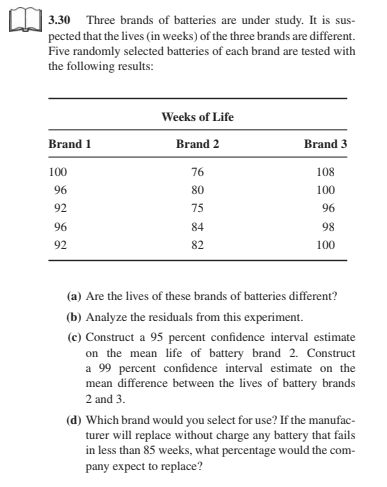 3.30 Three brands of batteries are under study. It is sus-
pected that the lives (in weeks) of the three brands are different.
Five randomly selected batteries of each brand are tested with
the following results:
Weeks of Life
Brand 1 Brand 2 Brand 3
100 76 108
96 80 100
92 75 96
96 84 98
92 82 100
(a) Are the lives of these brands of batteries different?
(b) Analyze the residuals from this experiment.
(c) Construct a 95 percent confidence interval estimate
on the mean life of battery brand 2. Construct
a 99 percent confidence interval estimate on the
mean difference between the lives of battery brands
2 and 3.
(d) Which brand would you select for use? If the manufac-
turer will replace without charge any battery that fails
in less than 85 weeks, what percentage would the com-
pany expect to replace?